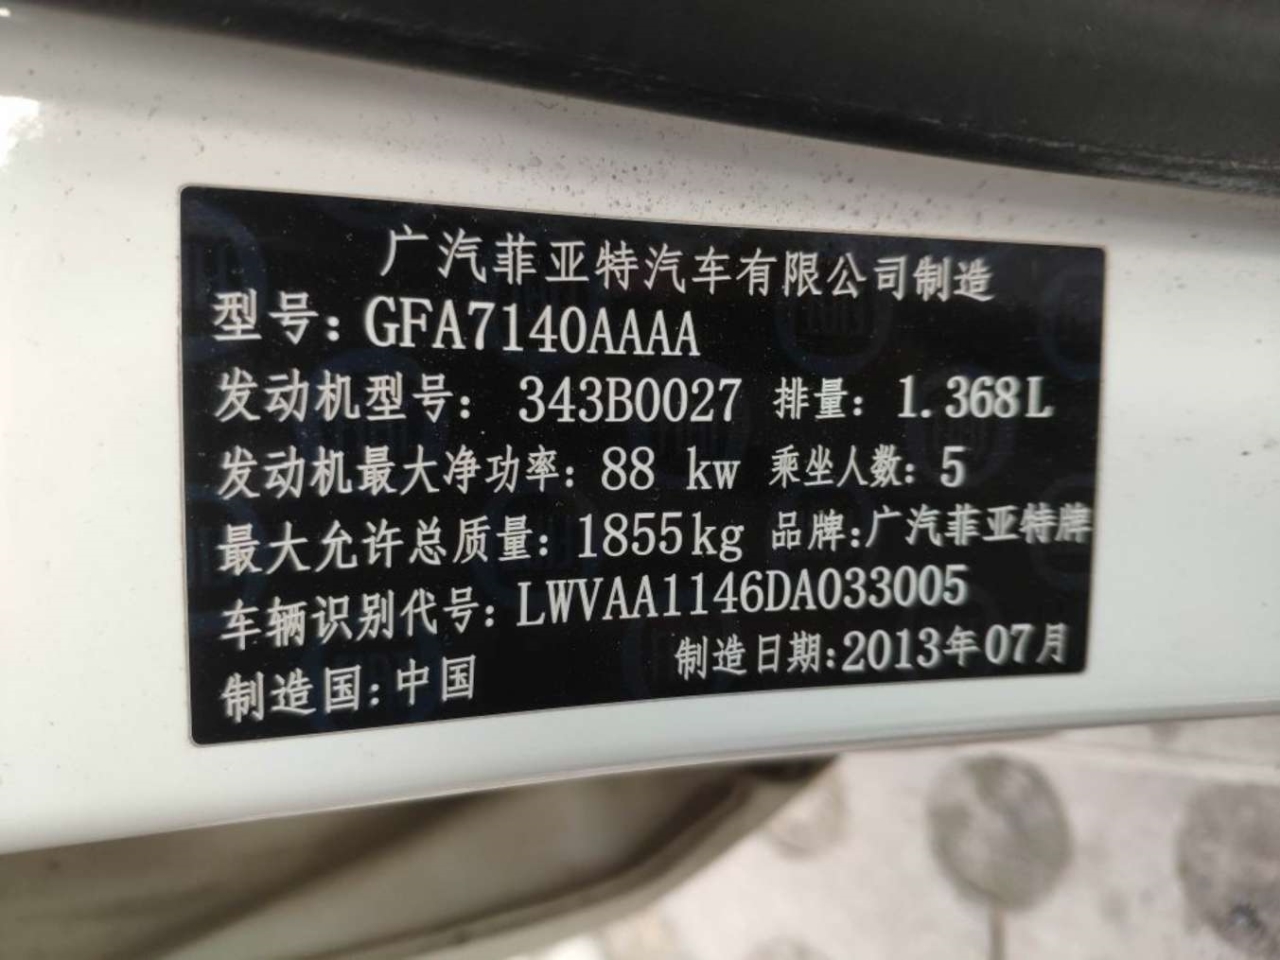 广汽菲亚特汽车有限公司制造
型号: GFA7140AAAA
发动机型号: 343B0027 排量: 1.368L
发动机最大净功率: 88 kw 乘坐人数: 5
最大允许总质量: 1855kg 品牌:广汽菲亚特牌
车辆识别代号: LWVAA1146DA033005
制造国: 中国 制造日期:2013年07月